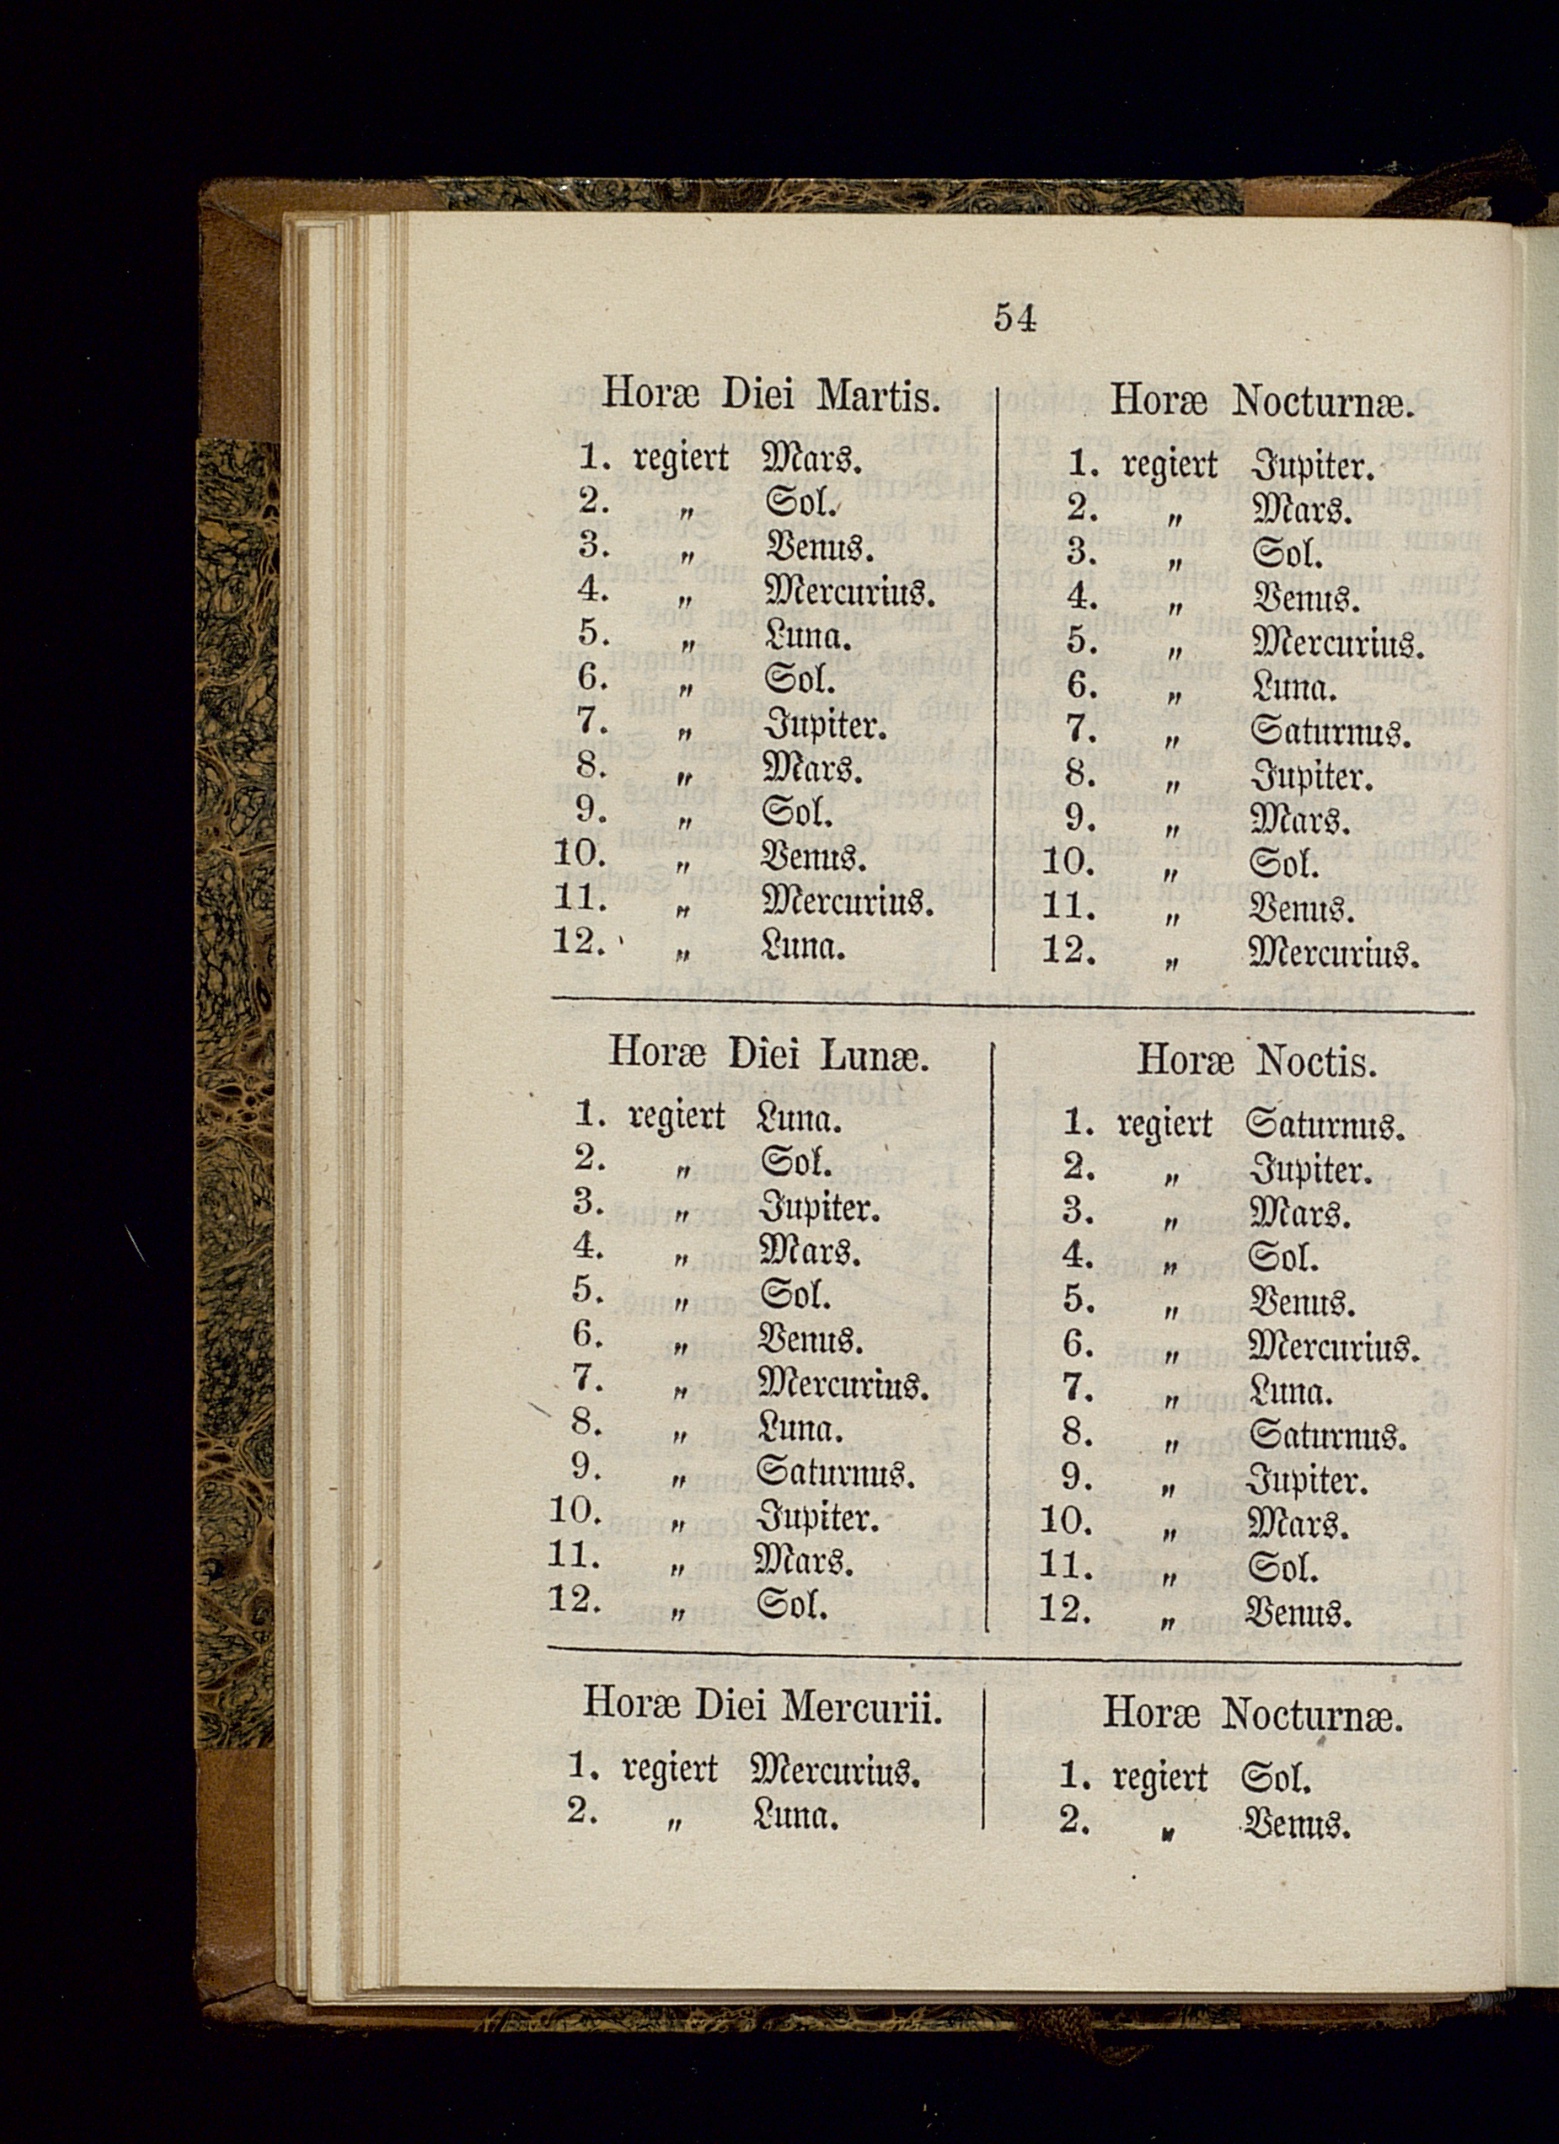 54
Horæ Diei Martis.
1. regiert Mars.
2. „ Sol.
3. „ Venus.
4. „ Mercurius.
5. „ Luna.
6. „ Sol.
7. „ Jupiter.
8. „ Mars.
9. „ Sol.
10. „ Venus.
11. „ Mercurius.
12. „ Luna.
Horæ Nocturnæ.
1. regiert Jupiter.
2. „ Mars.
3. „ Sol.
4. „ Venus.
5. „ Mercurius.
6. „ Luna.
7. „ Saturnus.
8. „ Jupiter.
9. „ Mars.
10. „ Sol.
11. „ Venus.
12. „ Mercurius.
Horæ Diei Lunæ.
1. regiert Luna.
2. „ Sol.
3. „ Jupiter.
4. „ Mars.
5. „ Sol.
6. „ Venus.
7. „ Mercurius.
8. „ Luna.
9. „ Saturnus.
10. „ Jupiter.
11. „ Mars.
12. „ Sol.
Horæ Noctis.
1. regiert Saturnus.
2. „ Jupiter.
3. „ Mars.
4. „ Sol.
5. „ Venus.
6. „ Mercurius.
7. „ Luna.
8. „ Saturnus.
9. „ Jupiter.
10. „ Mars.
11. „ Sol.
12. „ Venus.
Horæ Diei Mercurii.
1. regiert Mercurius.
2. „ Luna.
Horæ Nocturnæ.
1. regiert Sol.
2. „ Venus.